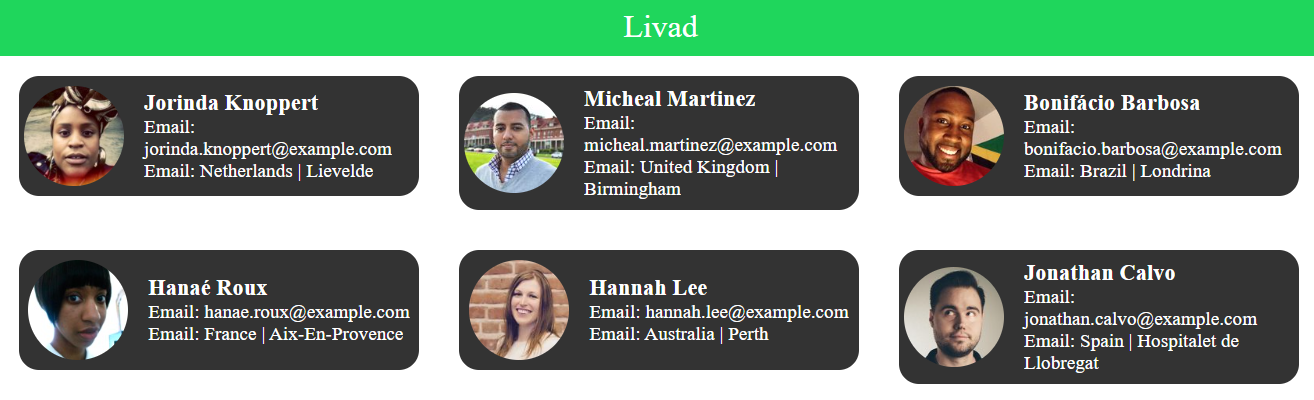 Livad
Jorinda Knoppert
Email:
jorinda.knoppert@example.com
Email: Netherlands | Lievelde
Micheal Martinez
Email:
micheal.martinez@example.com
Email: United Kingdom |
Birmingham
Bonifácio Barbosa
Email:
bonifacio.barbosa@example.com
Email: Brazil | Londrina
Hanaé Roux
Email: hanae.roux@example.com
Email: France | Aix-En-Provence
Hannah Lee
Email: hannah.lee@example.com
Email: Australia | Perth
Jonathan Calvo
Email:
jonathan.calvo@example.com
Email: Spain | Hospitalet de
Llobregat